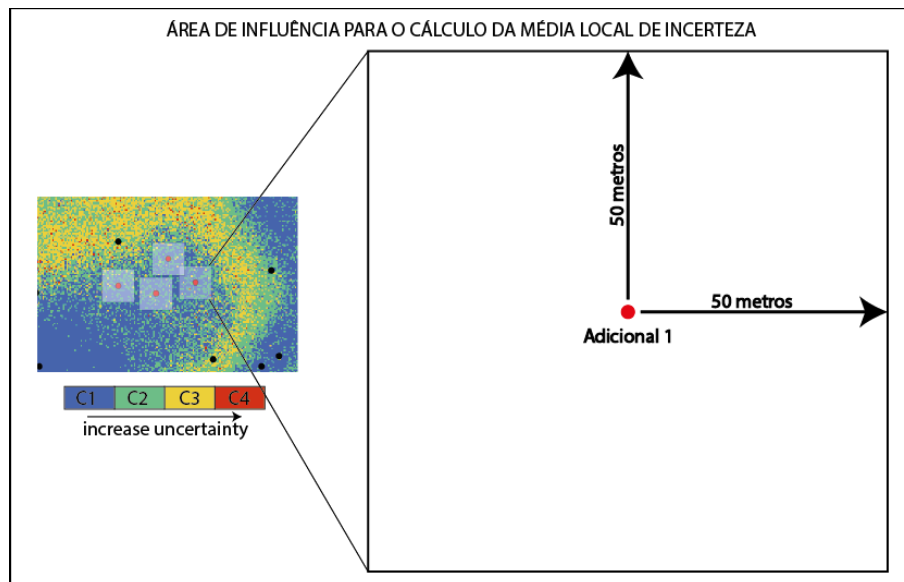 ÁREA DE INFLUÊNCIA PARA O CÁLCULO DA MÉDIA LOCAL DE INCERTEZA
50 metros
50 metros
Adicional 1
C1 C2 C3 C4
increase uncertainty